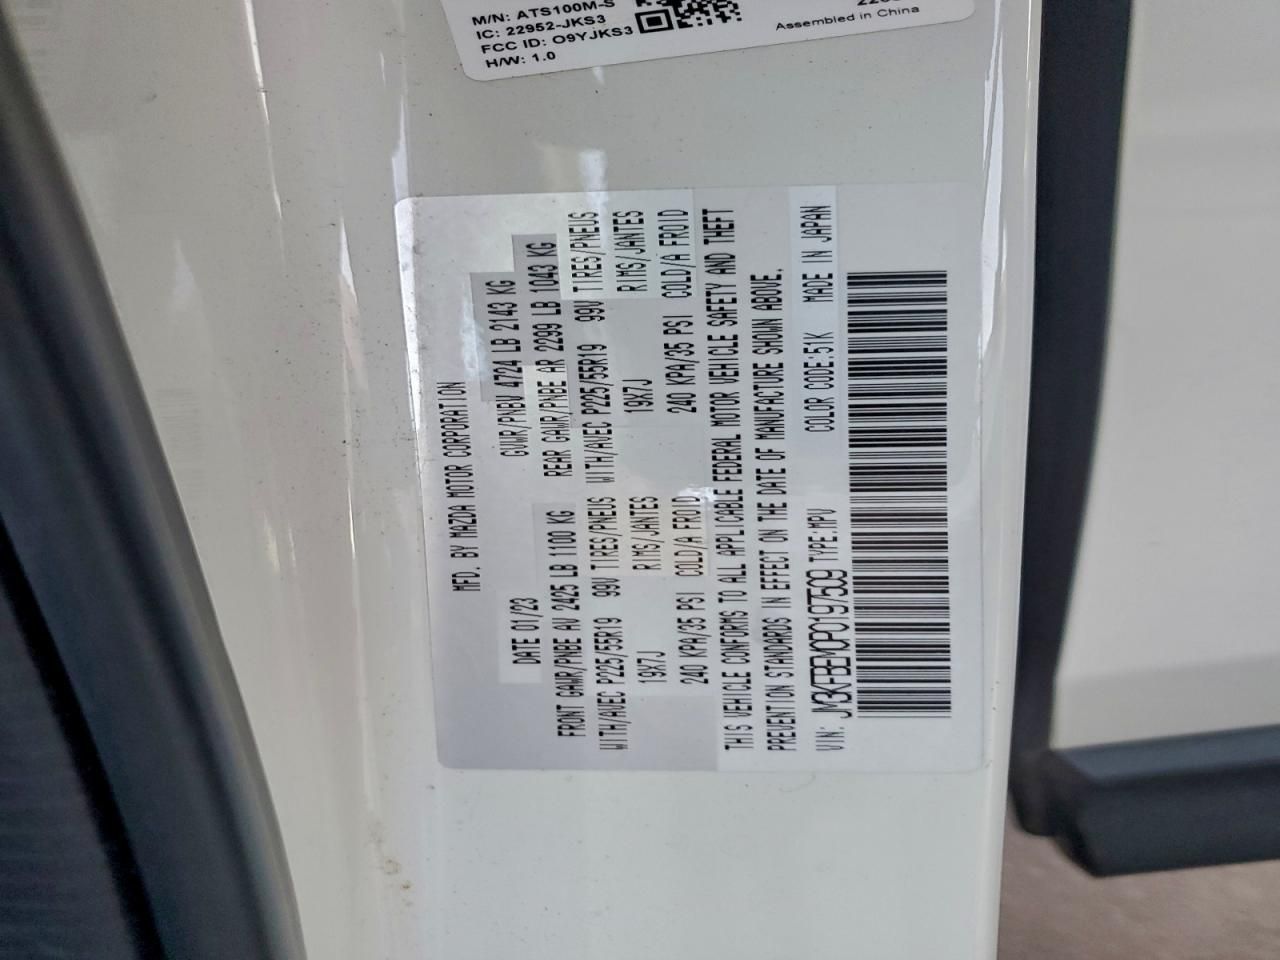 M/N: ATS100M-S
IC: 22952-JKS3
FCC ID: O9YJKS3
H/W: 1.0
Assembled in China
MFD. BY MAZDA MOTOR CORPORATION
DATE 01/23 GVWR/PNBV 4724 LB 2143 KG
FRONT GAWR/PNBE AV 2425 LB 1100 KG REAR GAWR/PNBE AR 2299 LB 1043 KG
WITH/AVEC P225/55R19 99V TIRES/PNEUS WITH/AVEC P225/55R19 99V TIRES/PNEUS
19X7J RIMS/JANTES 19X7J RIMS/JANTES
240 KPA/35 PSI COLD/A FROID 240 KPA/35 PSI COLD/A FROID
THIS VEHICLE CONFORMS TO ALL APPLICABLE FEDERAL MOTOR VEHICLE SAFETY AND THEFT
PREVENTION STANDARDS IN EFFECT ON THE DATE OF MANUFACTURE SHOWN ABOVE.
VIN: JM3KFBEM0P0197509 TYPE:MPV COLOR CODE:51K MADE IN JAPAN